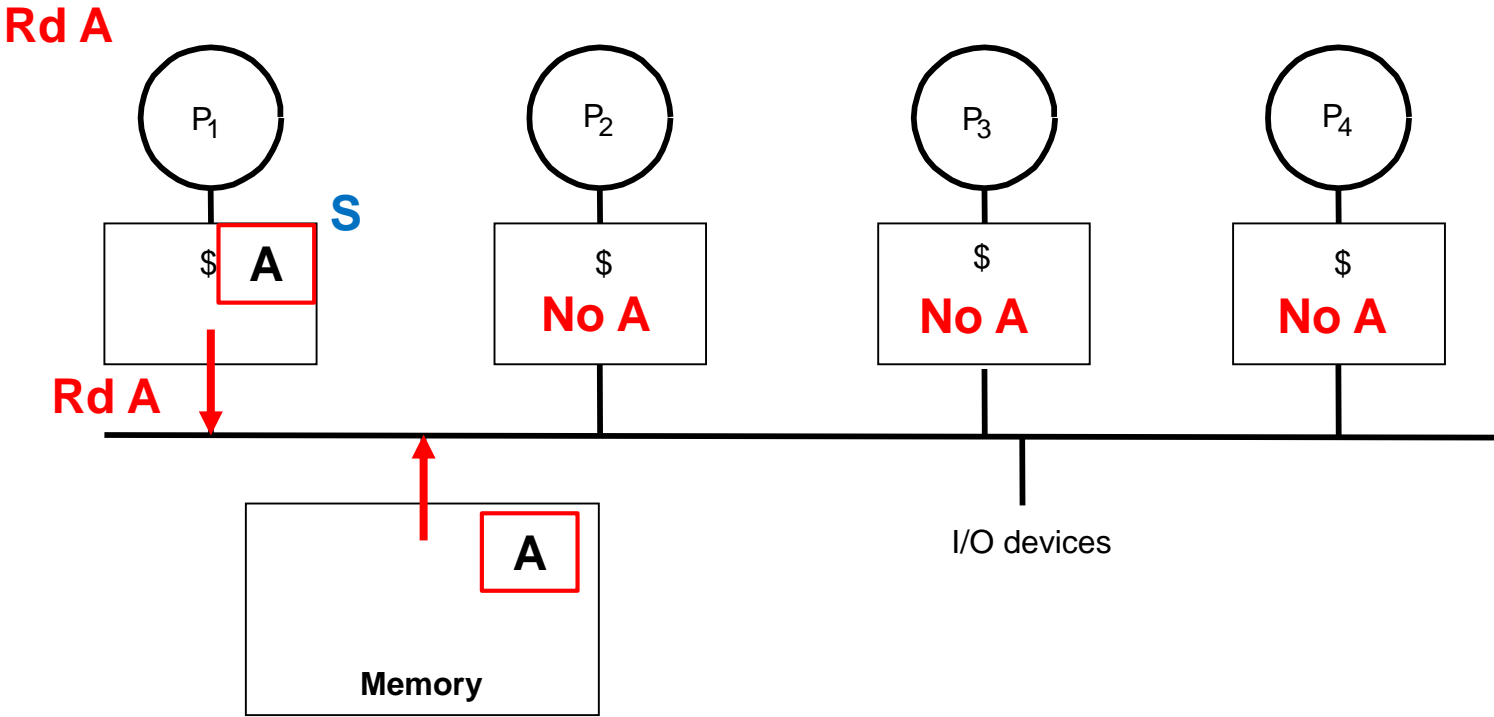 Rd A
P1
P2
P3
P4
S
$
A
$
$
$
No A
No A
No A
Rd A
I/O devices
A
Memory